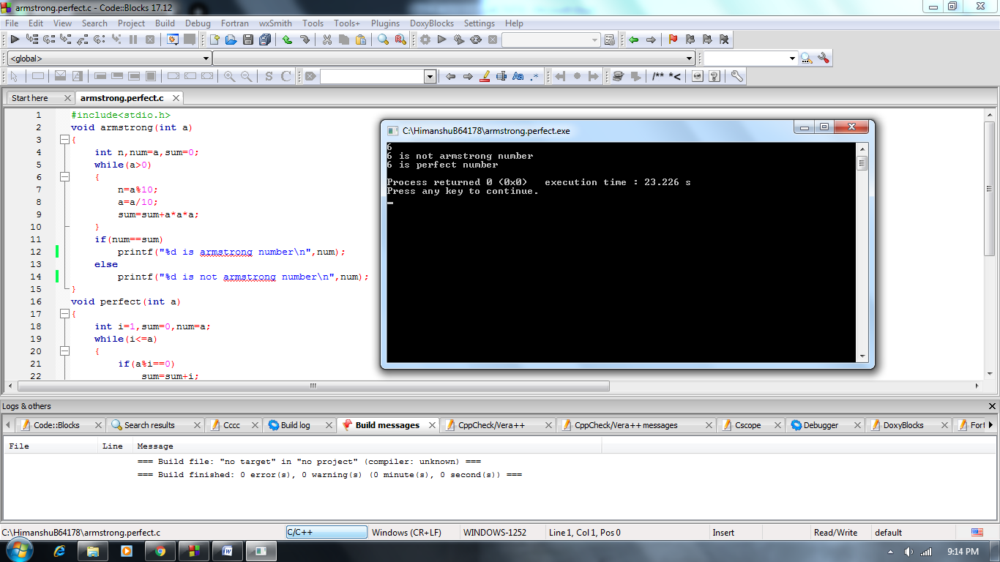 armstrong.perfect.c - Code::Blocks 17.12
File Edit View Search Project Build Debug Fortran wxSmith Tools Tools+ Plugins DoxyBlocks Settings Help
<global>
S C Aa .* /** *<
Start here armstrong.perfect.c
1 #include<stdio.h>
2 void armstrong(int a)
3 {
4 int n,num=a,sum=0;
5 while(a>0)
6 {
7 n=a%10;
8 a=a/10;
9 sum=sum+a*a*a;
10 }
11 if(num==sum)
12 printf("%d is armstrong number\n",num);
13 else
14 printf("%d is not armstrong number\n",num);
15 }
16 void perfect(int a)
17 {
18 int i=1,sum=0,num=a;
19 while(i<=a)
20 {
21 if(a%i==0)
22 sum=sum+i;
C:\HimanshuB64178\armstrong.perfect.exe
6
6 is not armstrong number
6 is perfect number
Process returned 0 (0x0) execution time : 23.226 s
Press any key to continue.
Logs & others
Code::Blocks Search results Cccc Build log Build messages CppCheck/Vera++ CppCheck/Vera++ messages Cscope Debugger DoxyBlocks Fort
File Line Message
=== Build file: "no target" in "no project" (compiler: unknown) ===
=== Build finished: 0 error(s), 0 warning(s) (0 minute(s), 0 second(s)) ===
C:\HimanshuB64178\armstrong.perfect.c C/C++ Windows (CR+LF) WINDOWS-1252 Line 1, Col 1, Pos 0 Insert Read/Write default
9:14 PM